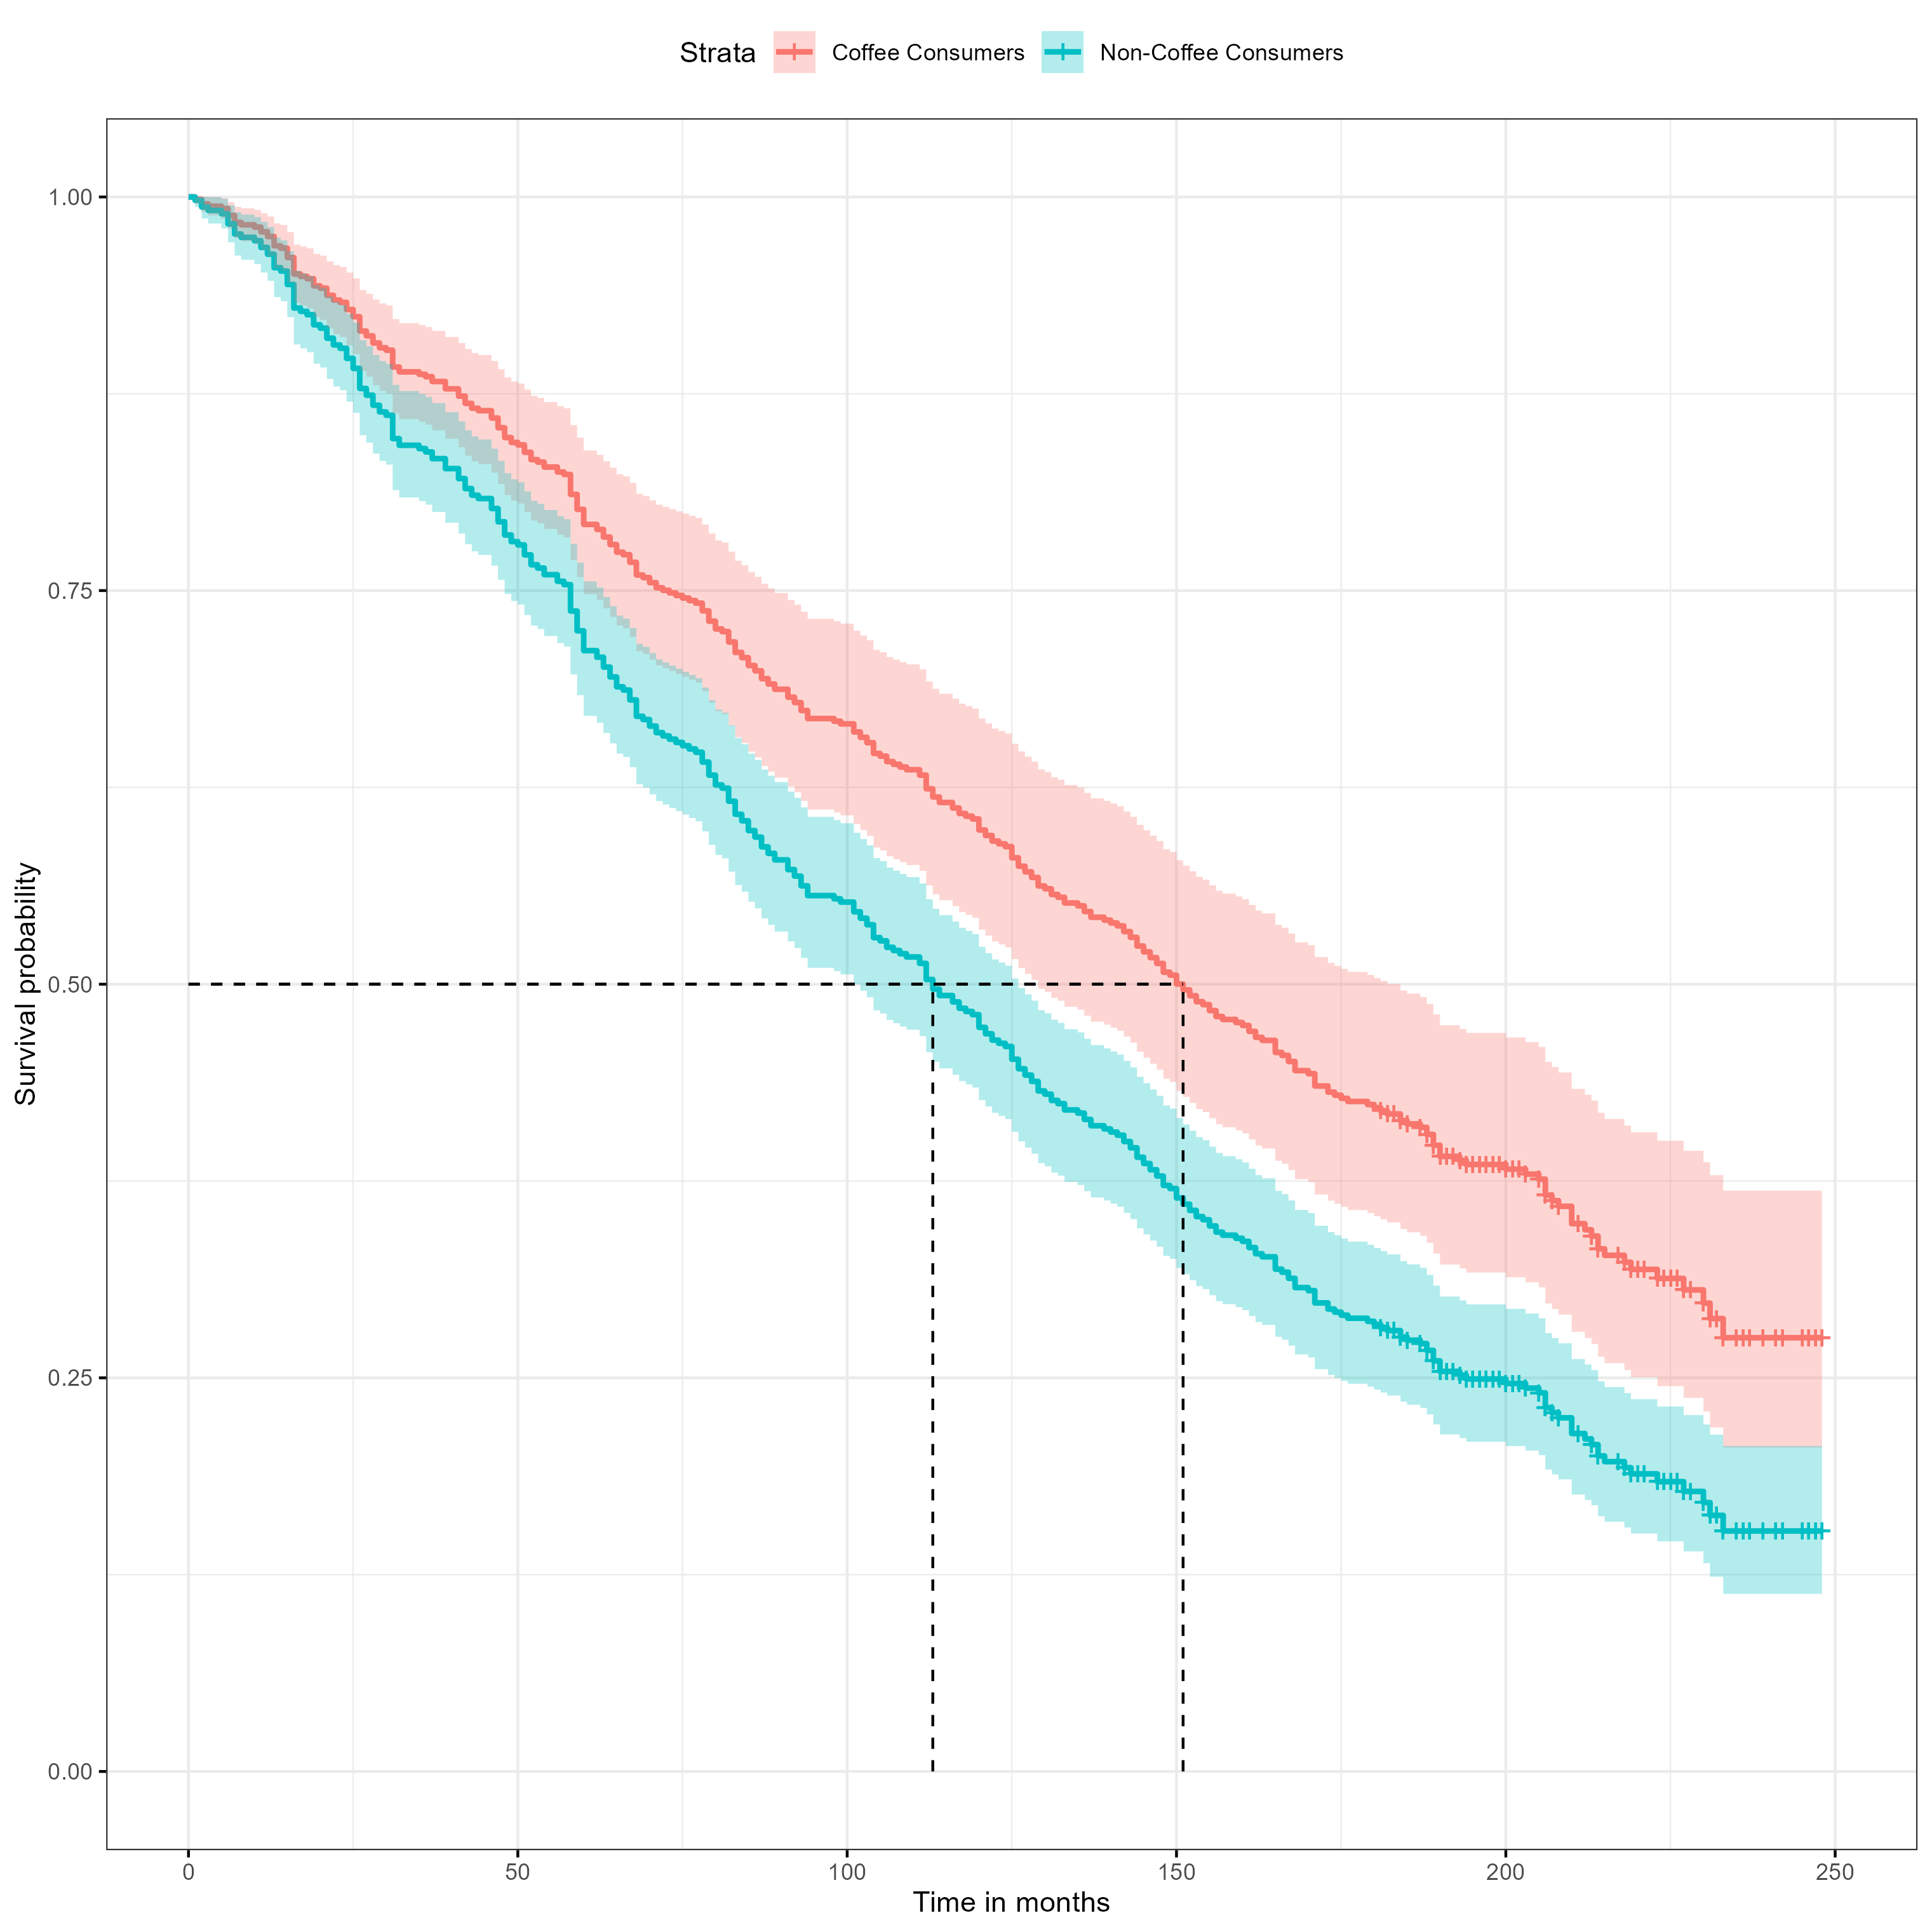 Strata Coffee Consumers Non-Coffee Consumers
1.00
0.75
0.50
0.25
0.00
Survival probability
0 50 100 150 200 250
Time in months